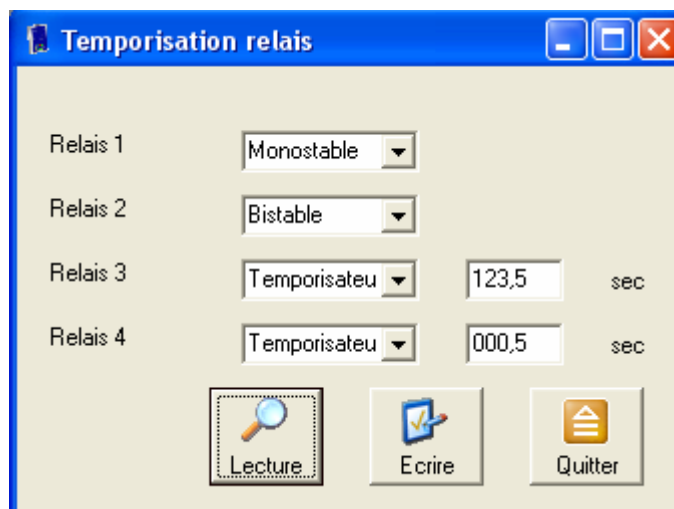 Temporisation relais
Relais 1 Monostable
Relais 2 Bistable
Relais 3 Temporisateu 123,5 sec
Relais 4 Temporisateu 000,5 sec
Lecture Ecrire Quitter